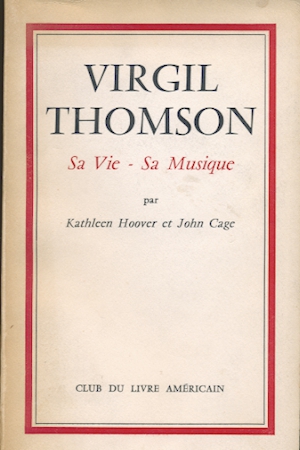 VIRGIL
THOMSON
Sa Vie - Sa Musique
par
Kathleen Hoover et John Cage
CLUB DU LIVRE AMÉRICAIN